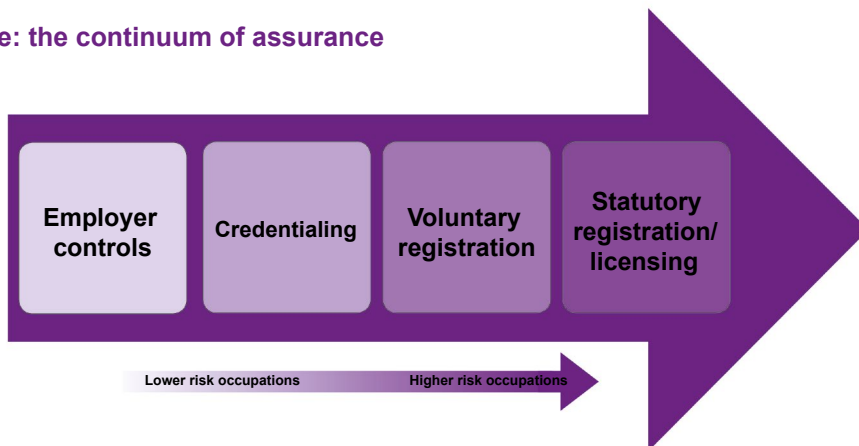 e: the continuum of assurance
Employer
controls
Credentialing
Voluntary
registration
Statutory
registration/
licensing
Lower risk occupations
Higher risk occupations